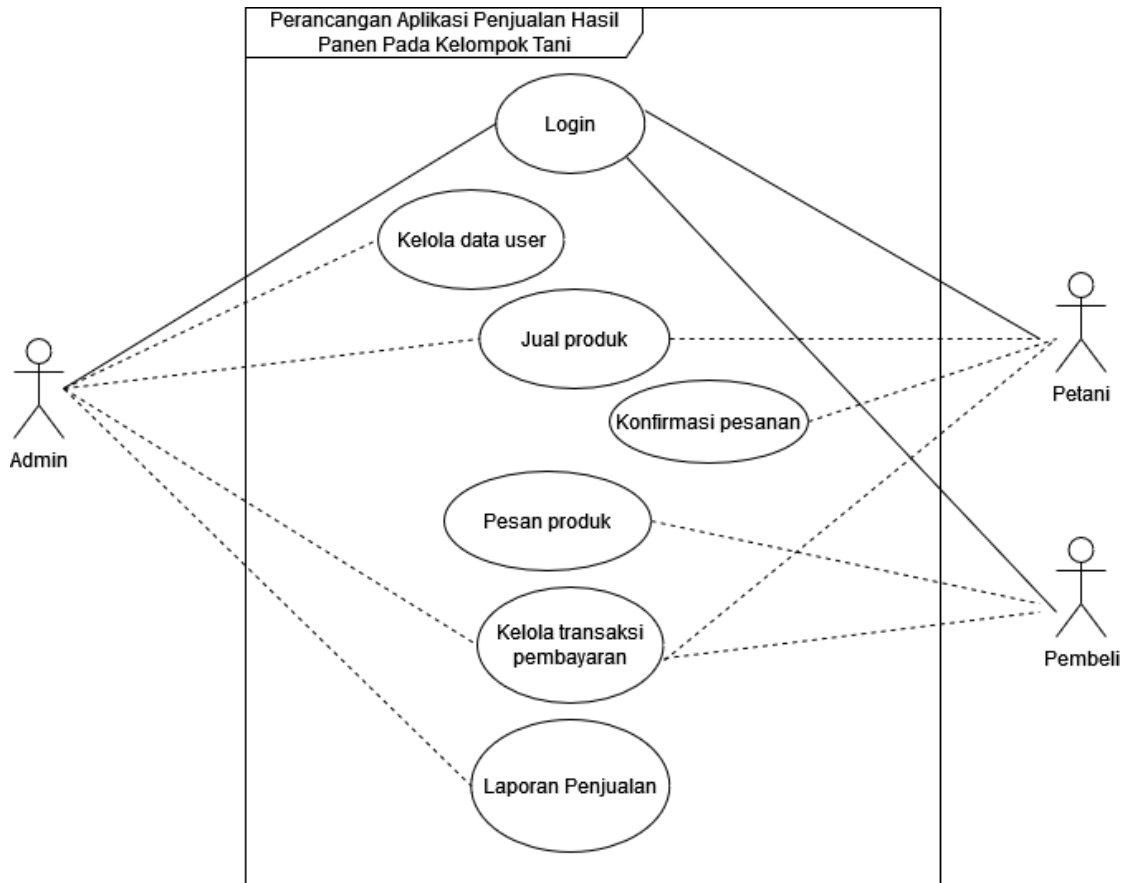 Perancangan Aplikasi Penjualan Hasil
Panen Pada Kelompok Tani
Login
Kelola data user
Jual produk
Petani
Konfirmasi pesanan
Admin
Pesan produk
Kelola transaksi
pembayaran
Pembeli
Laporan Penjualan